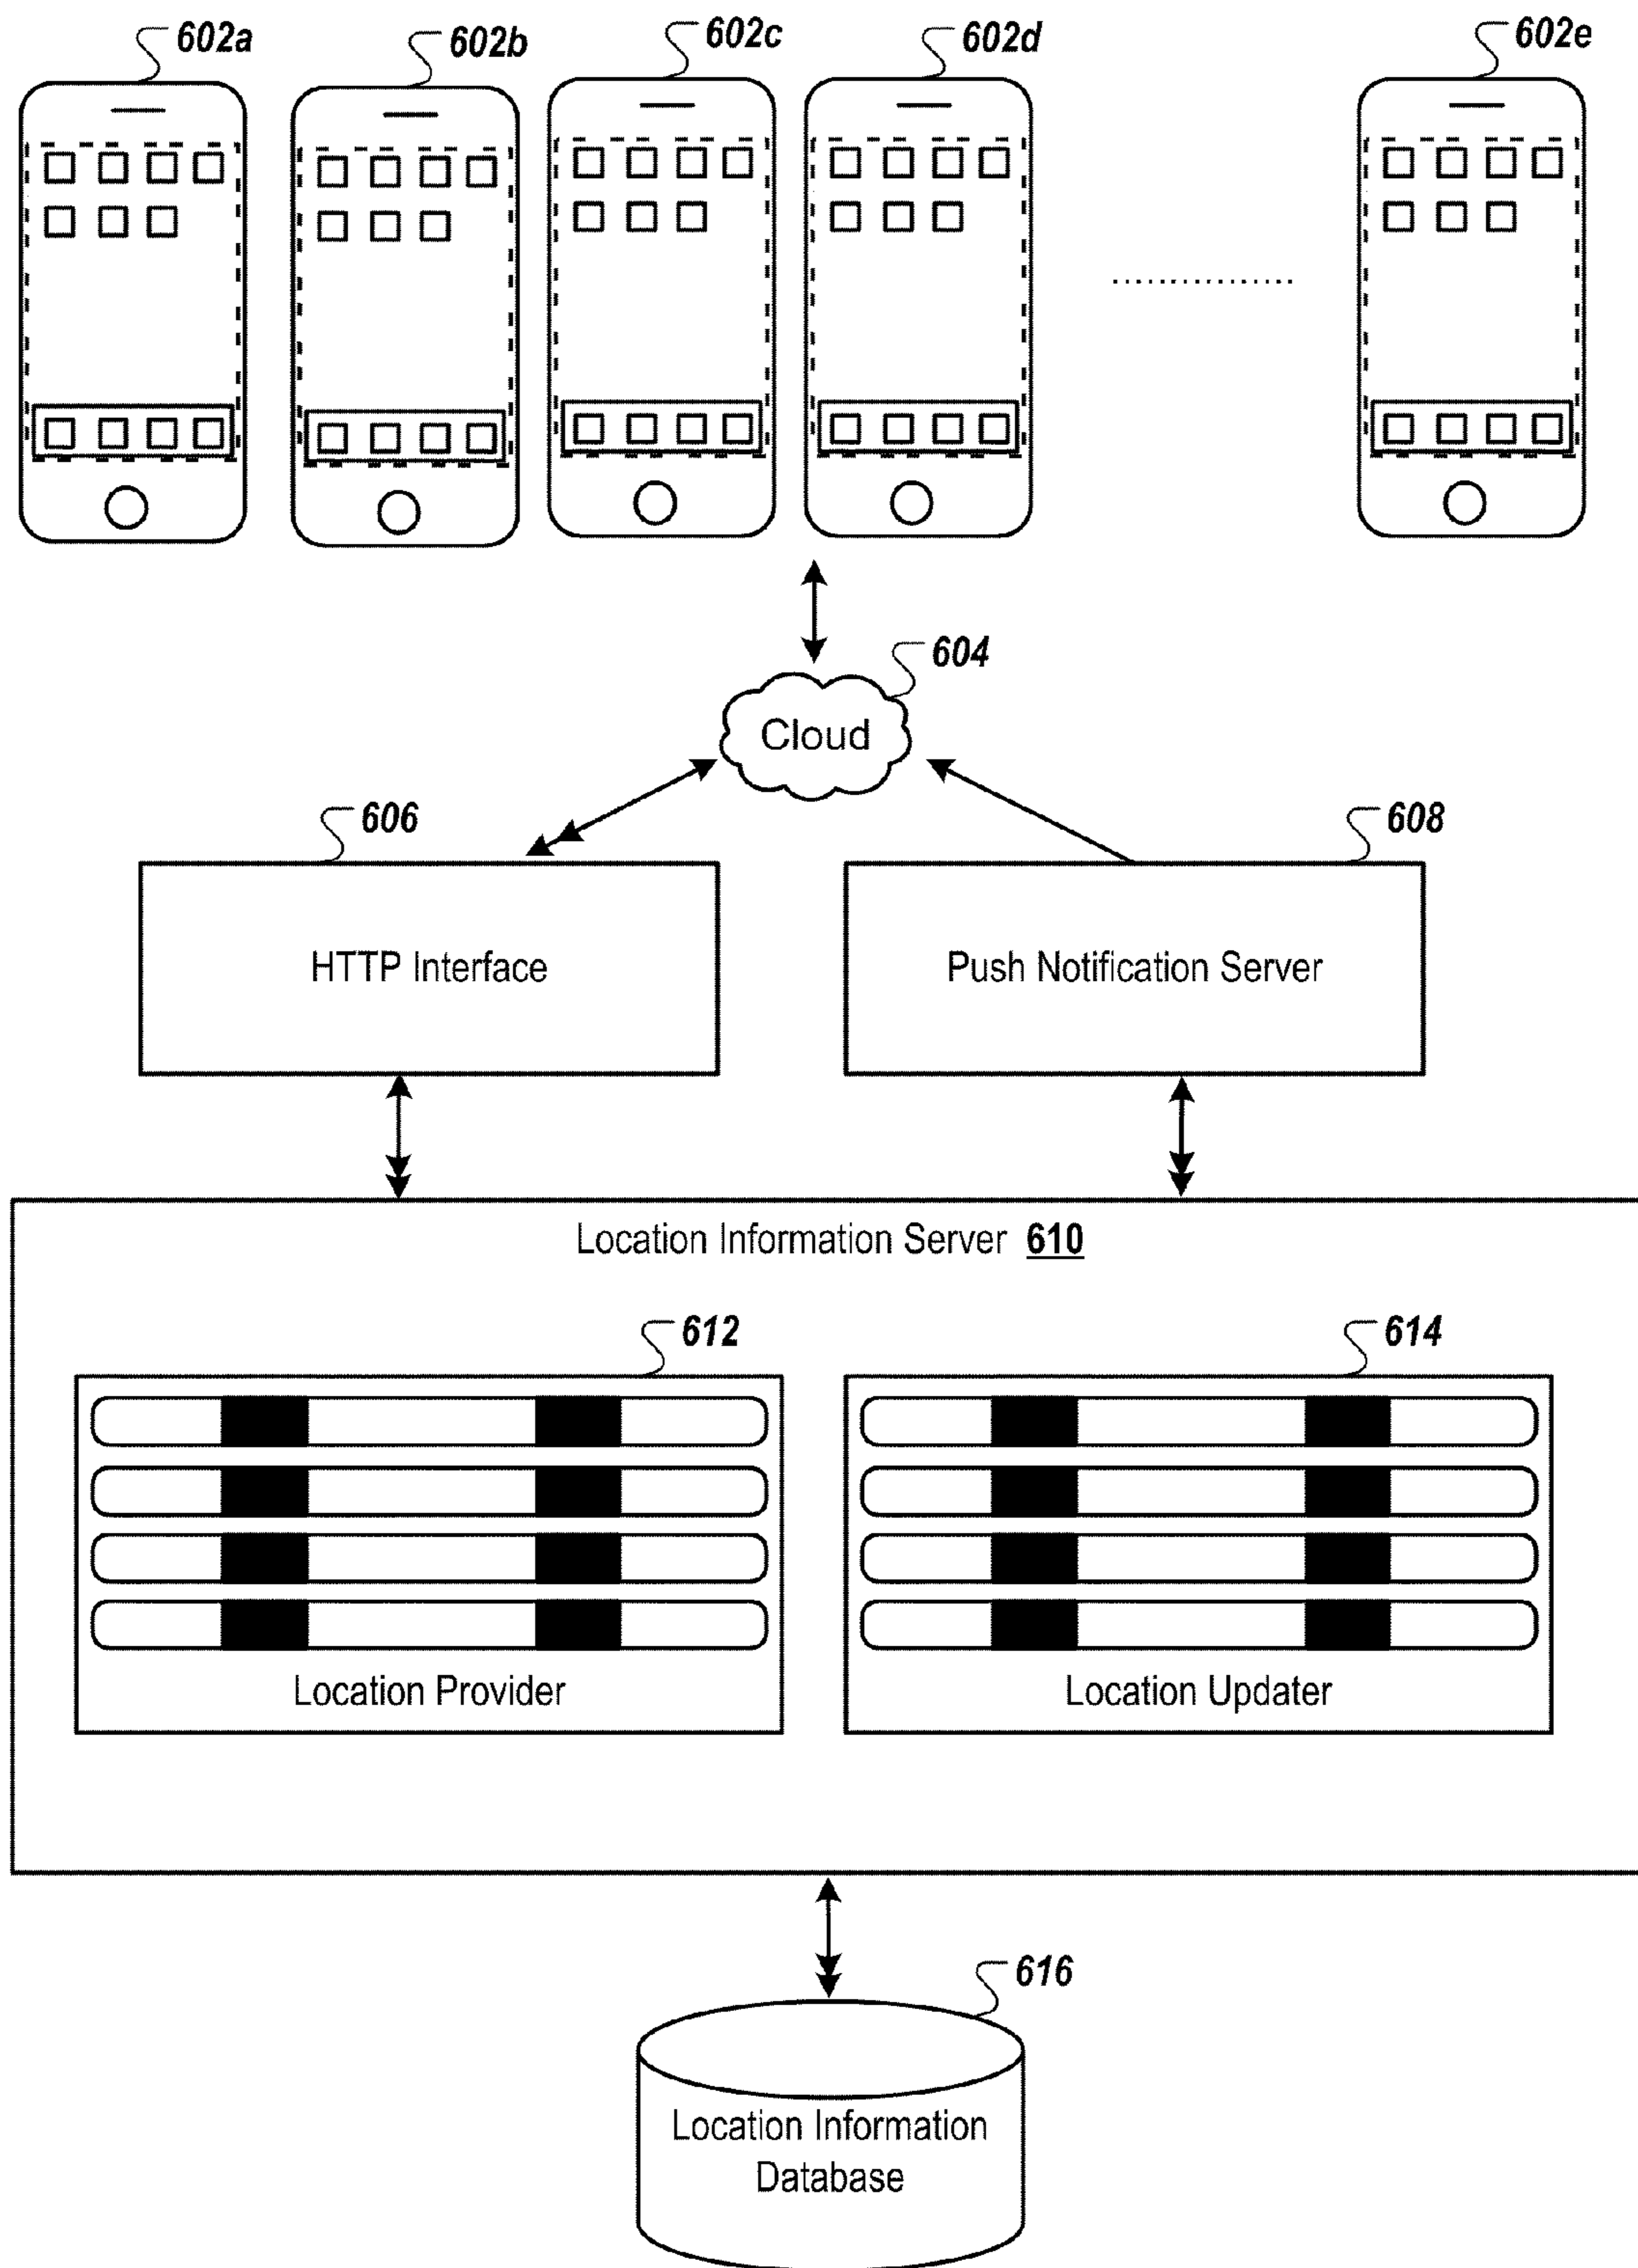 602a
602b
602c
602d
602e
604
Cloud
606
608
HTTP Interface
Push Notification Server
Location Information Server 610
612
614
Location Provider
Location Updater
616
Location Information
Database